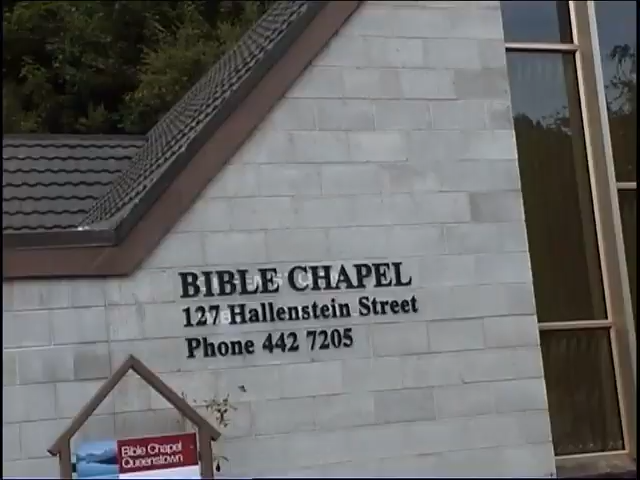 BIBLE CHAPEL
127 Hallenstein Street
Phone 442 7205
Bible Chapel
Queenstown